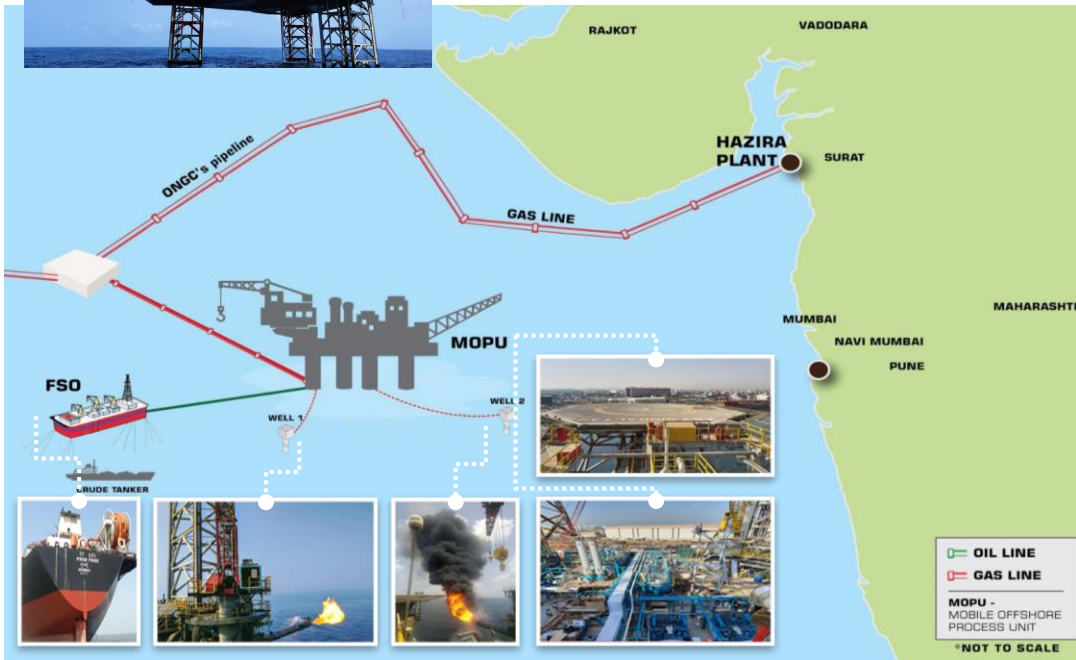 RAJKOT
VADODARA
HAZIRA
PLANT
SURAT
ONGC's pipeline
GAS LINE
MAHARASHTI
MUMBAI
NAVI MUMBAI
PUNE
MOPU
FSO
WELL 1
WELL 2
CRUDE TANKER
OIL LINE
GAS LINE
MOPU -
MOBILE OFFSHORE
PROCESS UNIT
*NOT TO SCALE